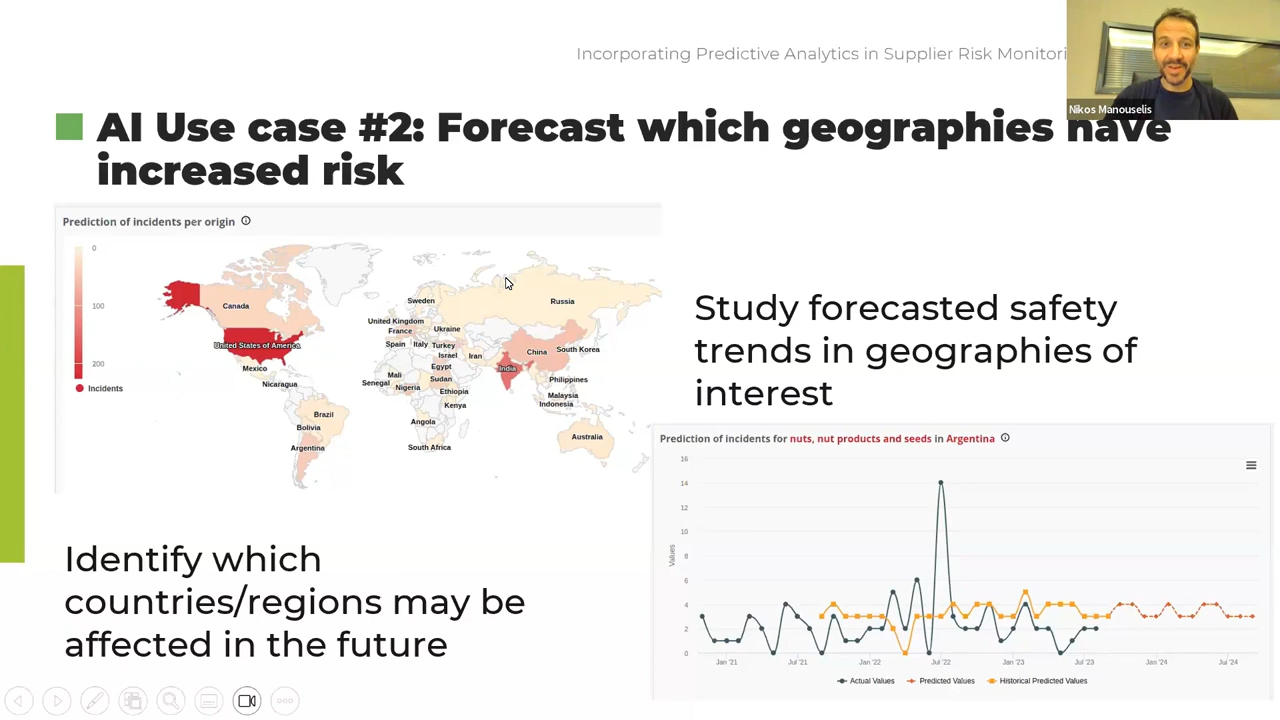 Incorporating Predictive Analytics in Supplier Risk Monitori
Nikos Manouselis
AI Use case #2: Forecast which geographies have
increased risk
Prediction of incidents per origin
0
100
200
Incidents
Canada
United States of America
Mexico
Nicaragua
Brazil
Bolivia
Argentina
Sweden
Russia
United Kingdom
France
Ukraine
Spain
Italy
Turkey
Israel
Iran
China
South Korea
Egypt
India
Mali
Senegal
Nigeria
Sudan
Ethiopia
Philippines
Kenya
Malaysia
Indonesia
Angola
Australia
South Africa
Study forecasted safety
trends in geographies of
interest
Prediction of incidents for nuts, nut products and seeds in Argentina
16
14
12
10
8
6
4
2
0
Values
Jan '21
Jul '21
Jan '22
Jul '22
Jan '23
Jul '23
Jan '24
Jul '24
Actual Values
Predicted Values
Historical Predicted Values
Identify which
countries/regions may be
affected in the future